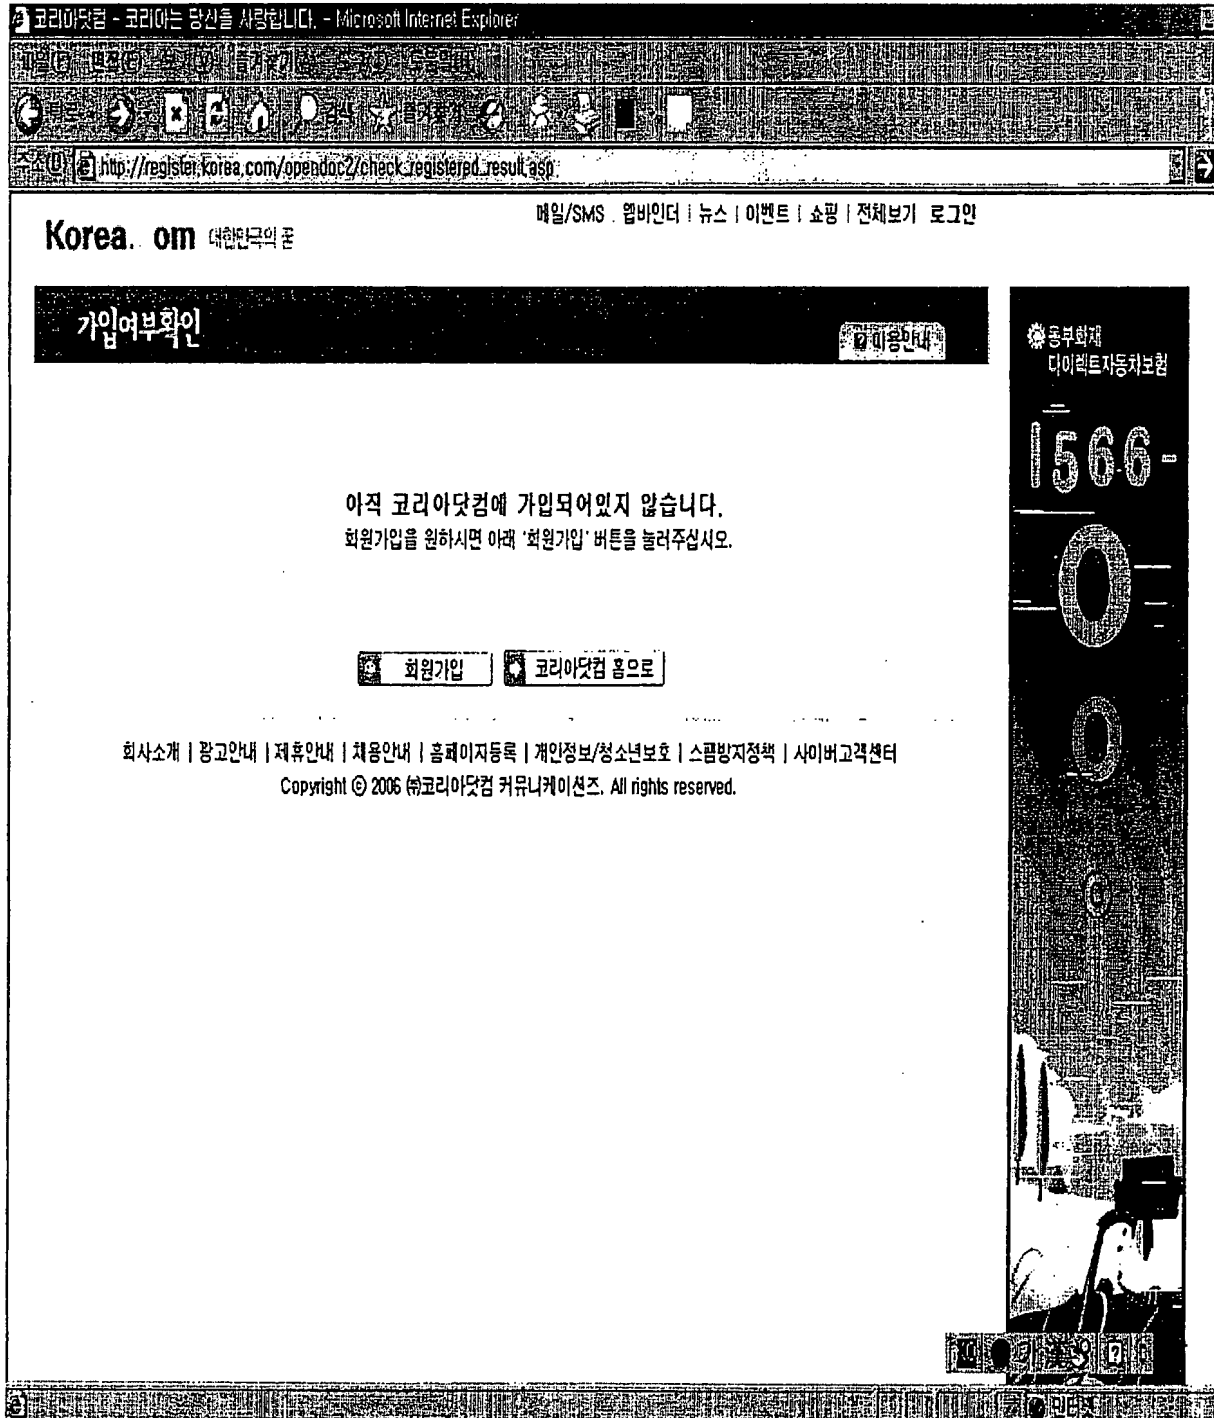 코리아닷컴 - 코리아는 당신을 사랑합니다. - Microsoft Internet Explorer
검색
http://register.korea.com/opendoc2/check_registered_result.asp
메일/SMS . 웹바인더 | 뉴스 | 이벤트 | 쇼핑 | 전체보기 로그인
Korea. om 대한민국의 꿈
가입여부확인
이용안내
동부화재
다이렉트자동차보험
1566-
0
0
0
아직 코리아닷컴에 가입되어있지 않습니다.
회원가입을 원하시면 아래 '회원가입' 버튼을 눌러주십시오.
회원가입 코리아닷컴 홈으로
회사소개 | 광고안내 | 제휴안내 | 채용안내 | 홈페이지등록 | 개인정보/청소년보호 | 스팸방지정책 | 사이버고객센터
Copyright ⓒ 2006 ㈜코리아닷컴 커뮤니케이션즈. All rights reserved.
인터넷